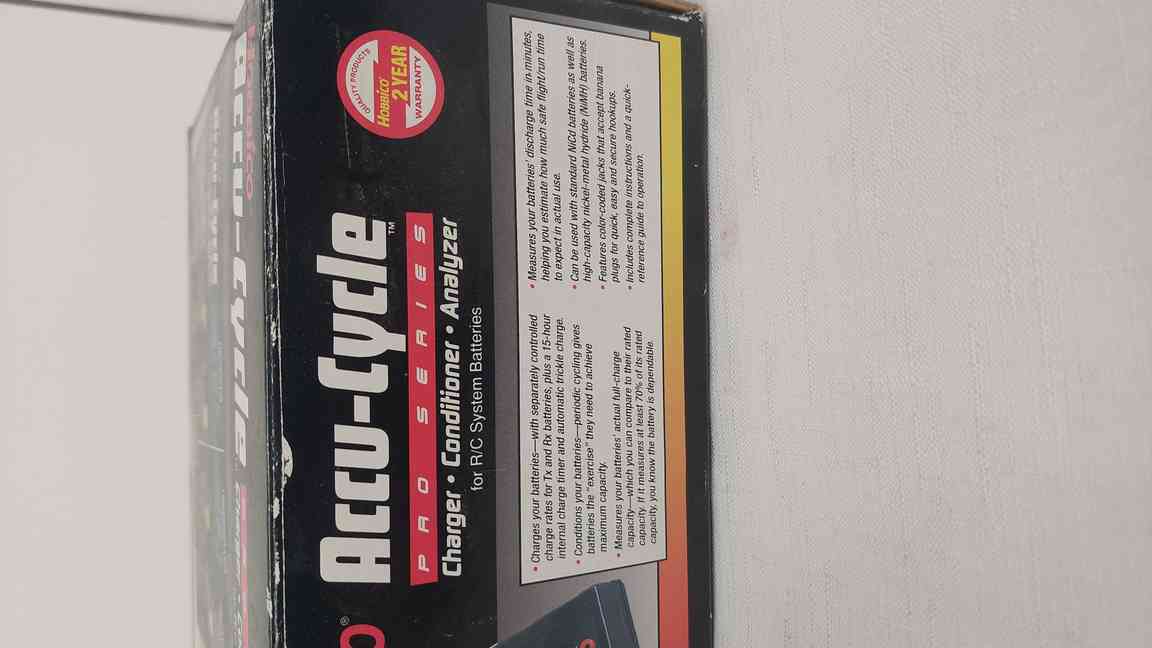 Hobbico
ACCU-CYCLE
QUALITY PRODUCTS
HOBBICO®
2 YEAR
WARRANTY
Accu-Cycle™
PRO SERIES
Charger • Conditioner • Analyzer
for R/C System Batteries
• Charges your batteries—with separately controlled
charge rates for Tx and Rx batteries, plus a 15-hour
internal charge timer and automatic trickle charge.
• Conditions your batteries—periodic cycling gives
batteries the "exercise" they need to achieve
maximum capacity.
• Measures your batteries' actual full-charge
capacity—which you can compare to their rated
capacity. If it measures at least 70% of its rated
capacity, you know the battery is dependable.
• Measures your batteries' discharge time in minutes,
helping you estimate how much safe flight/run time
to expect in actual use.
• Can be used with standard NiCd batteries as well as
high-capacity nickel-metal hydride (NiMH) batteries.
• Features color-coded jacks that accept banana
plugs for quick, easy and secure hookups.
• Includes complete instructions and a quick-
reference guide to operation.